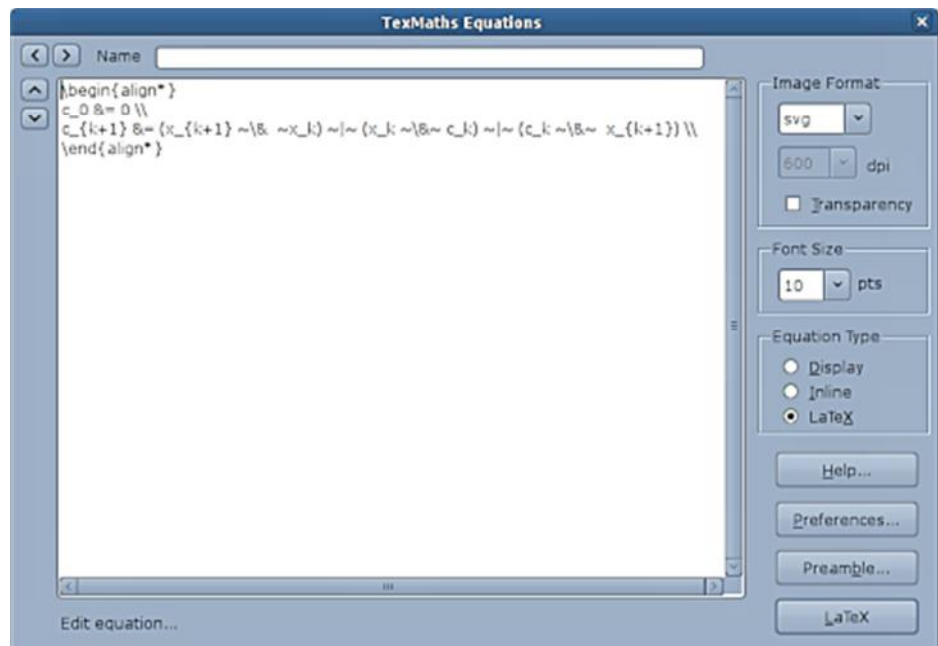 TexMaths Equations
Name
\begin{align*}
c_0 &= 0 \\
c_{k+1} &= (x_{k+1} ~\& ~x_k) ~|~ (x_k ~\&~ c_k) ~|~ (c_k ~\&~ x_{k+1}) \\
\end{align*}
Image Format
svg
600 dpi
Transparency
Font Size
10 pts
Equation Type
Display
Inline
LaTeX
Help...
Preferences...
Preamble...
LaTeX
Edit equation...